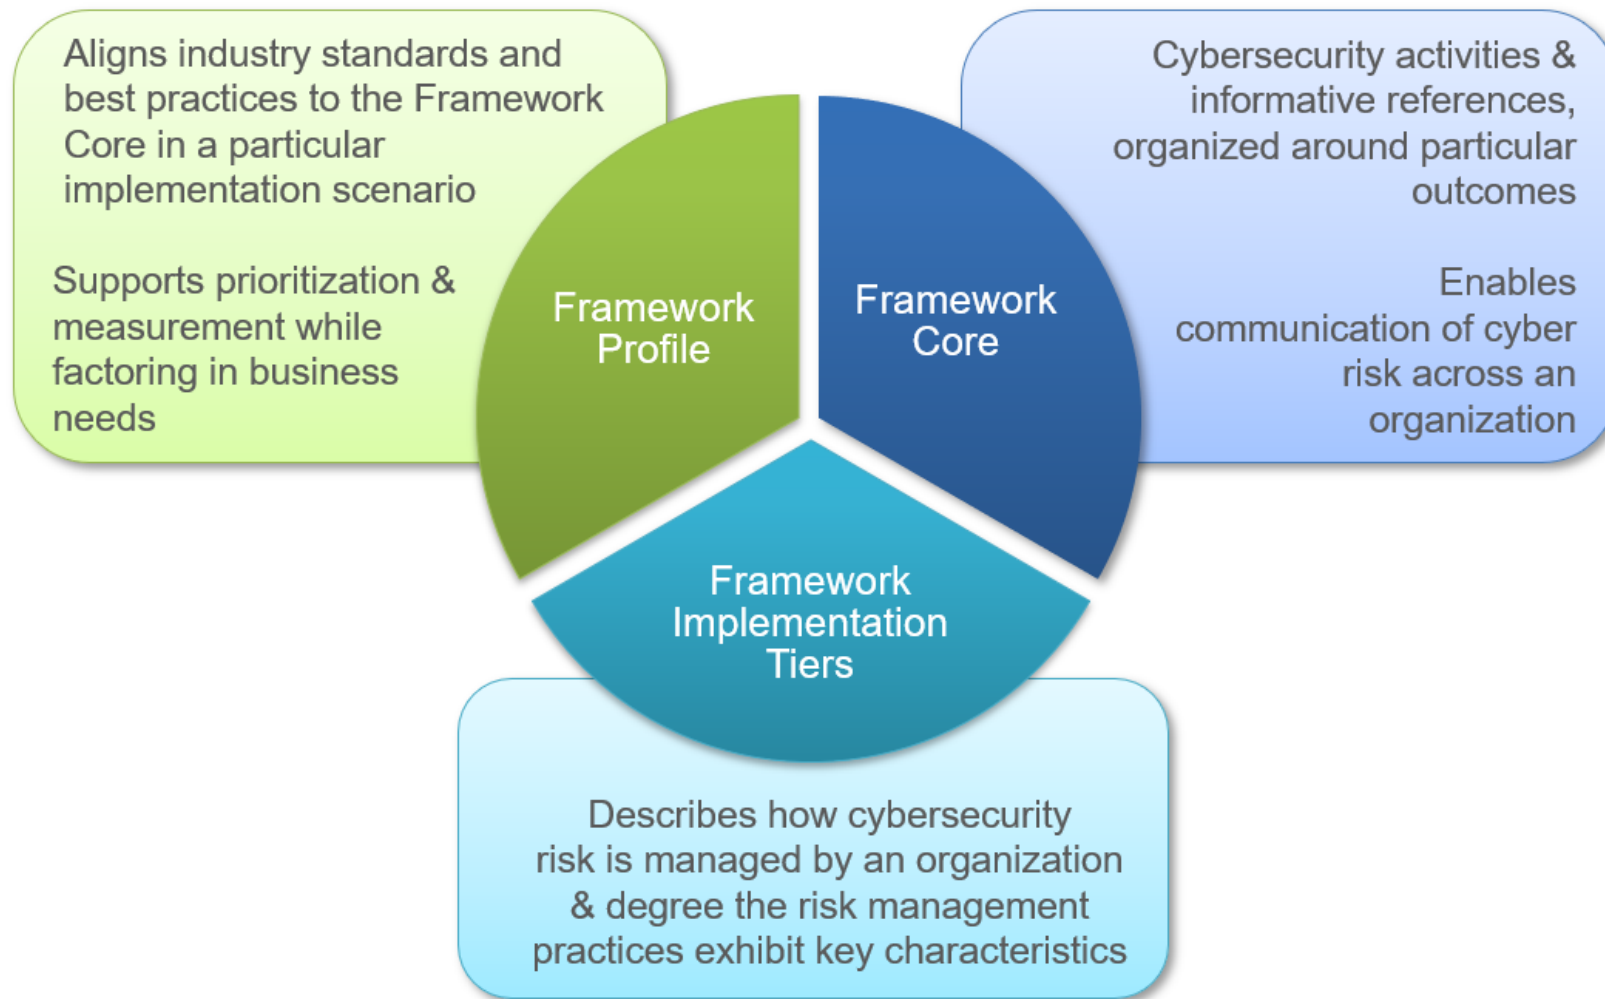 Aligns industry standards and
best practices to the Framework
Core in a particular
implementation scenario
Supports prioritization &
measurement while
factoring in business
needs
Framework
Profile
Cybersecurity activities &
informative references,
organized around particular
outcomes
Enables
communication of cyber
risk across an
organization
Framework
Core
Framework
Implementation
Tiers
Describes how cybersecurity
risk is managed by an organization
& degree the risk management
practices exhibit key characteristics